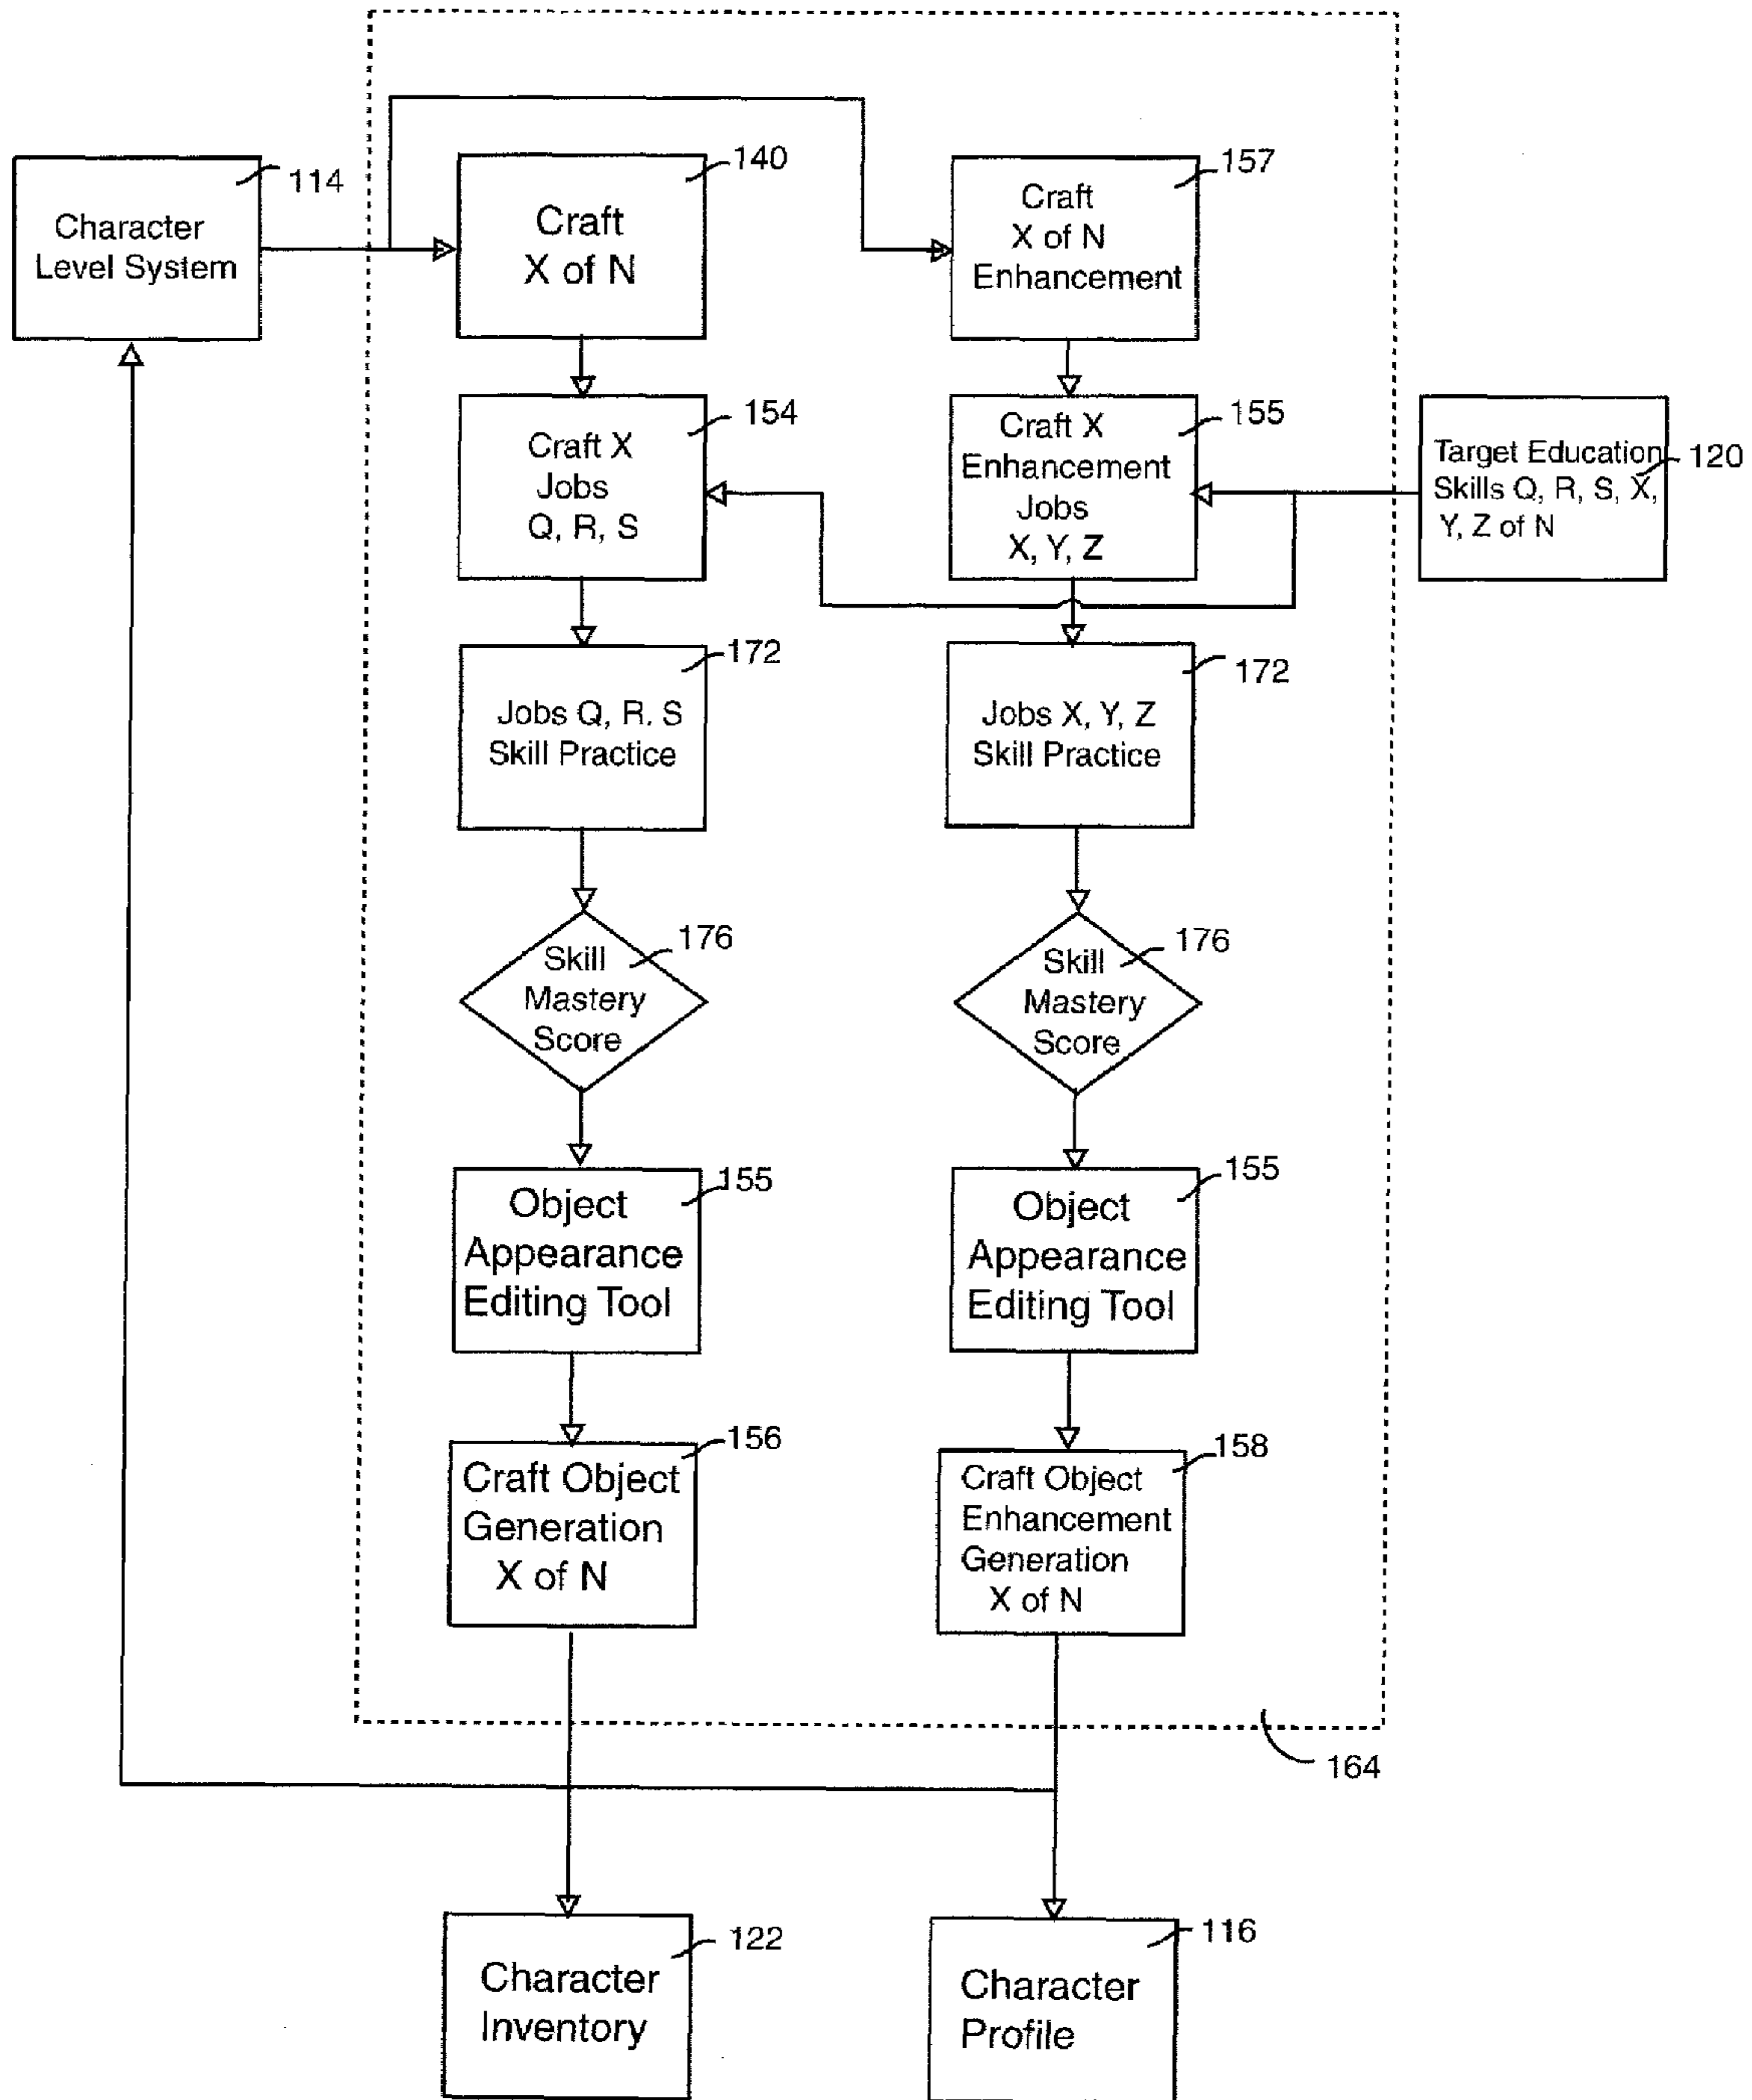 114
Character
Level System
140
Craft
X of N
157
Craft
X of N
Enhancement
154
Craft X
Jobs
Q, R, S
155
Craft X
Enhancement
Jobs
X, Y, Z
Target Education
Skills Q, R, S, X,
Y, Z of N
120
172
Jobs Q, R. S
Skill Practice
172
Jobs X, Y, Z
Skill Practice
176
Skill
Mastery
Score
176
Skill
Mastery
Score
155
Object
Appearance
Editing Tool
155
Object
Appearance
Editing Tool
156
Craft Object
Generation
X of N
158
Craft Object
Enhancement
Generation
X of N
164
122
Character
Inventory
116
Character
Profile